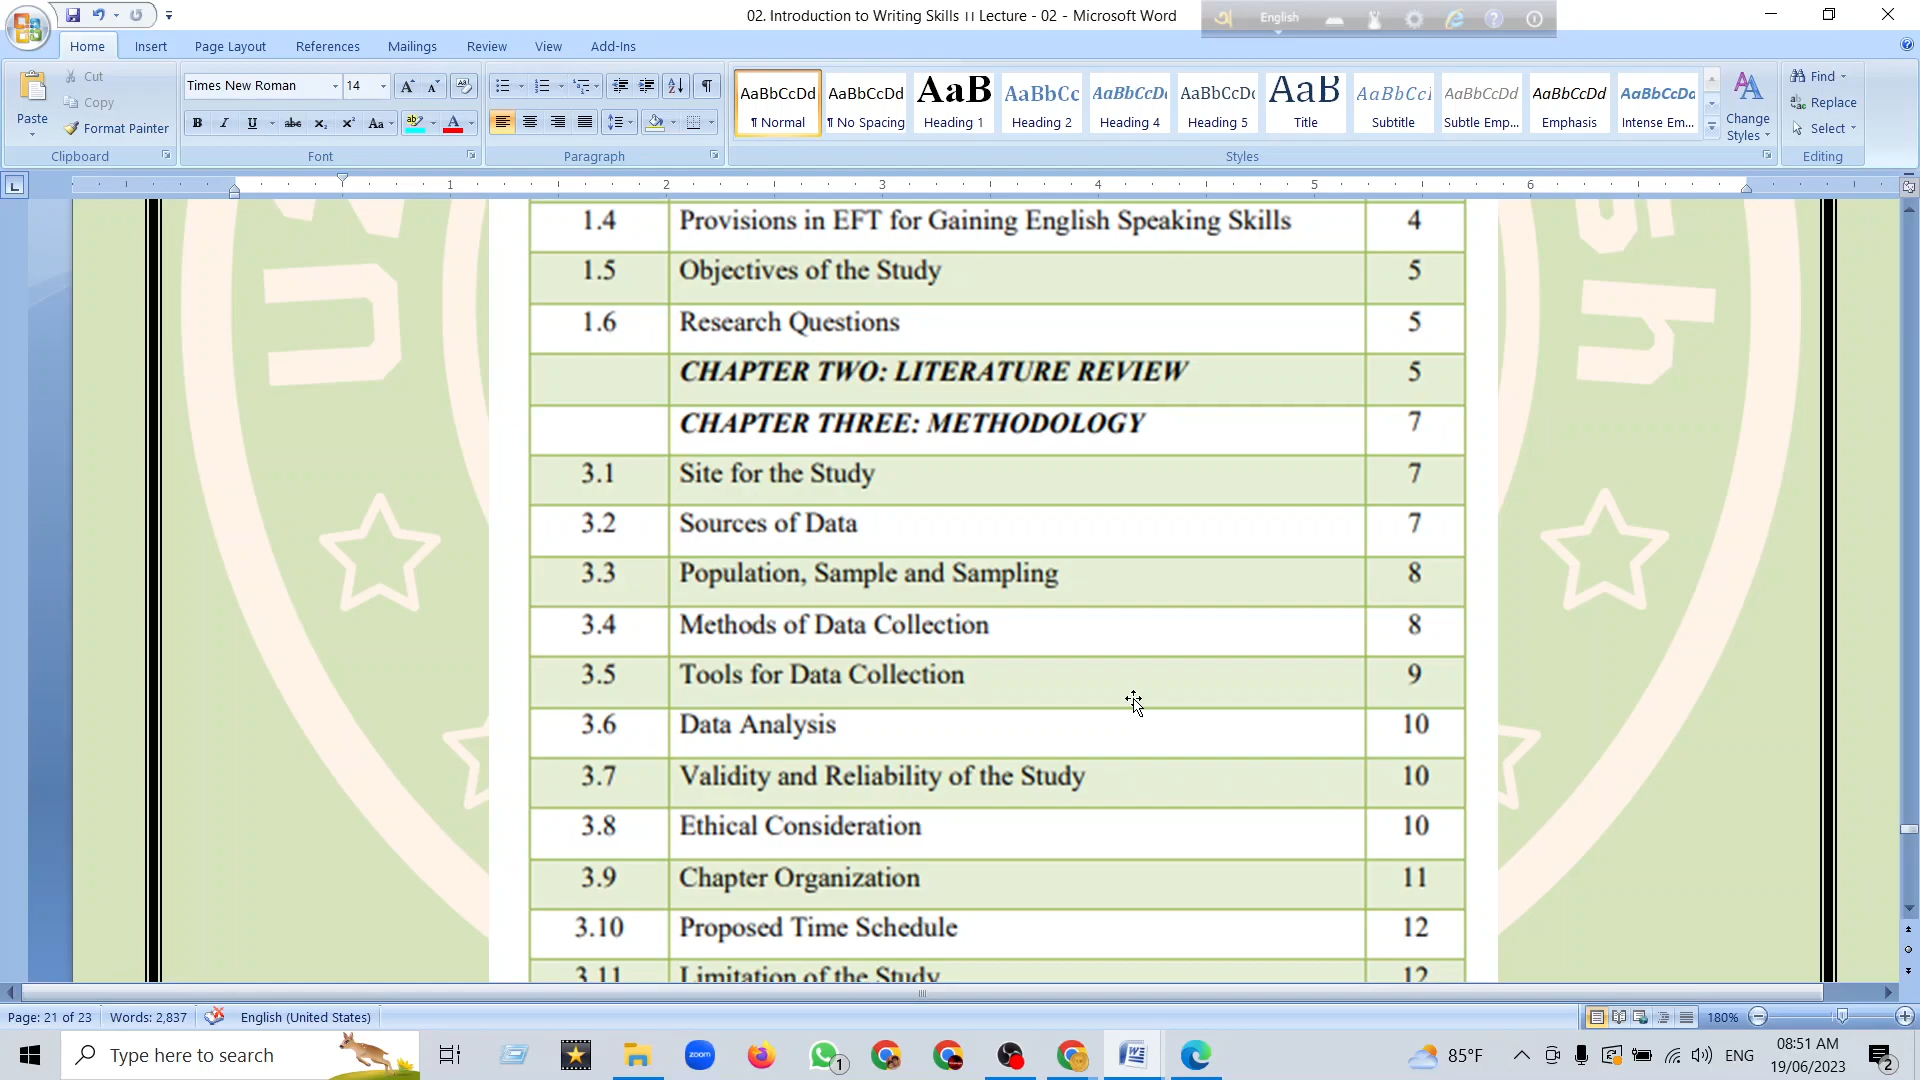 02. Introduction to Writing Skills ।। Lecture - 02 - Microsoft Word
English
Home Insert Page Layout References Mailings Review View Add-Ins
Paste
Cut
Copy
Format Painter
Clipboard
Times New Roman 14
Font
Paragraph
AaBbCcDd AaBbCcDd AaB AaBbCc AaBbCcDd AaBbCcDd AaB AaBbCcl AaBbCcDd AaBbCcDd AaBbCcDd
¶ Normal ¶ No Spacing Heading 1 Heading 2 Heading 4 Heading 5 Title Subtitle Subtle Emp... Emphasis Intense Em...
Styles
Change Styles
Find
Replace
Select
Editing
1 2 3 4 5 6
1.4 Provisions in EFT for Gaining English Speaking Skills 4
1.5 Objectives of the Study 5
1.6 Research Questions 5
CHAPTER TWO: LITERATURE REVIEW 5
CHAPTER THREE: METHODOLOGY 7
3.1 Site for the Study 7
3.2 Sources of Data 7
3.3 Population, Sample and Sampling 8
3.4 Methods of Data Collection 8
3.5 Tools for Data Collection 9
3.6 Data Analysis 10
3.7 Validity and Reliability of the Study 10
3.8 Ethical Consideration 10
3.9 Chapter Organization 11
3.10 Proposed Time Schedule 12
3.11 Limitation of the Study 12
Page: 21 of 23 Words: 2,837 English (United States) 180%
Type here to search
zoom
1
85°F
ENG
08:51 AM
19/06/2023
2